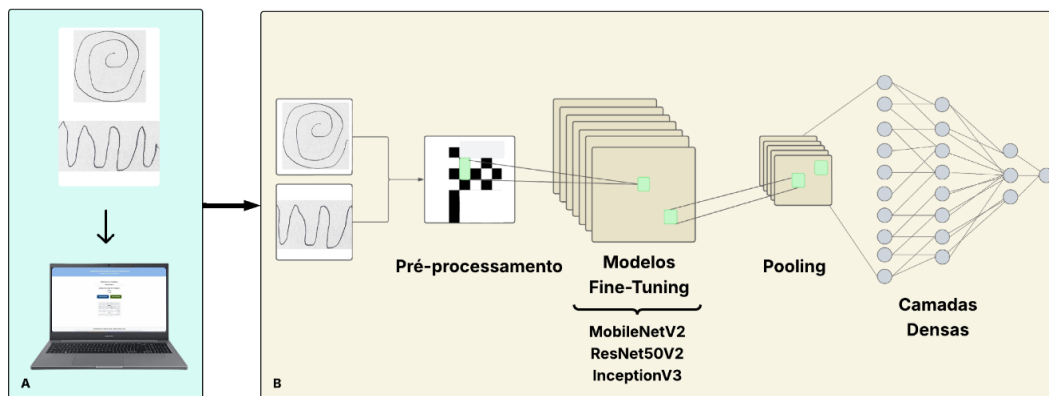 A
B
Pré-processamento
Modelos
Fine-Tuning
MobileNetV2
ResNet50V2
InceptionV3
Pooling
Camadas
Densas